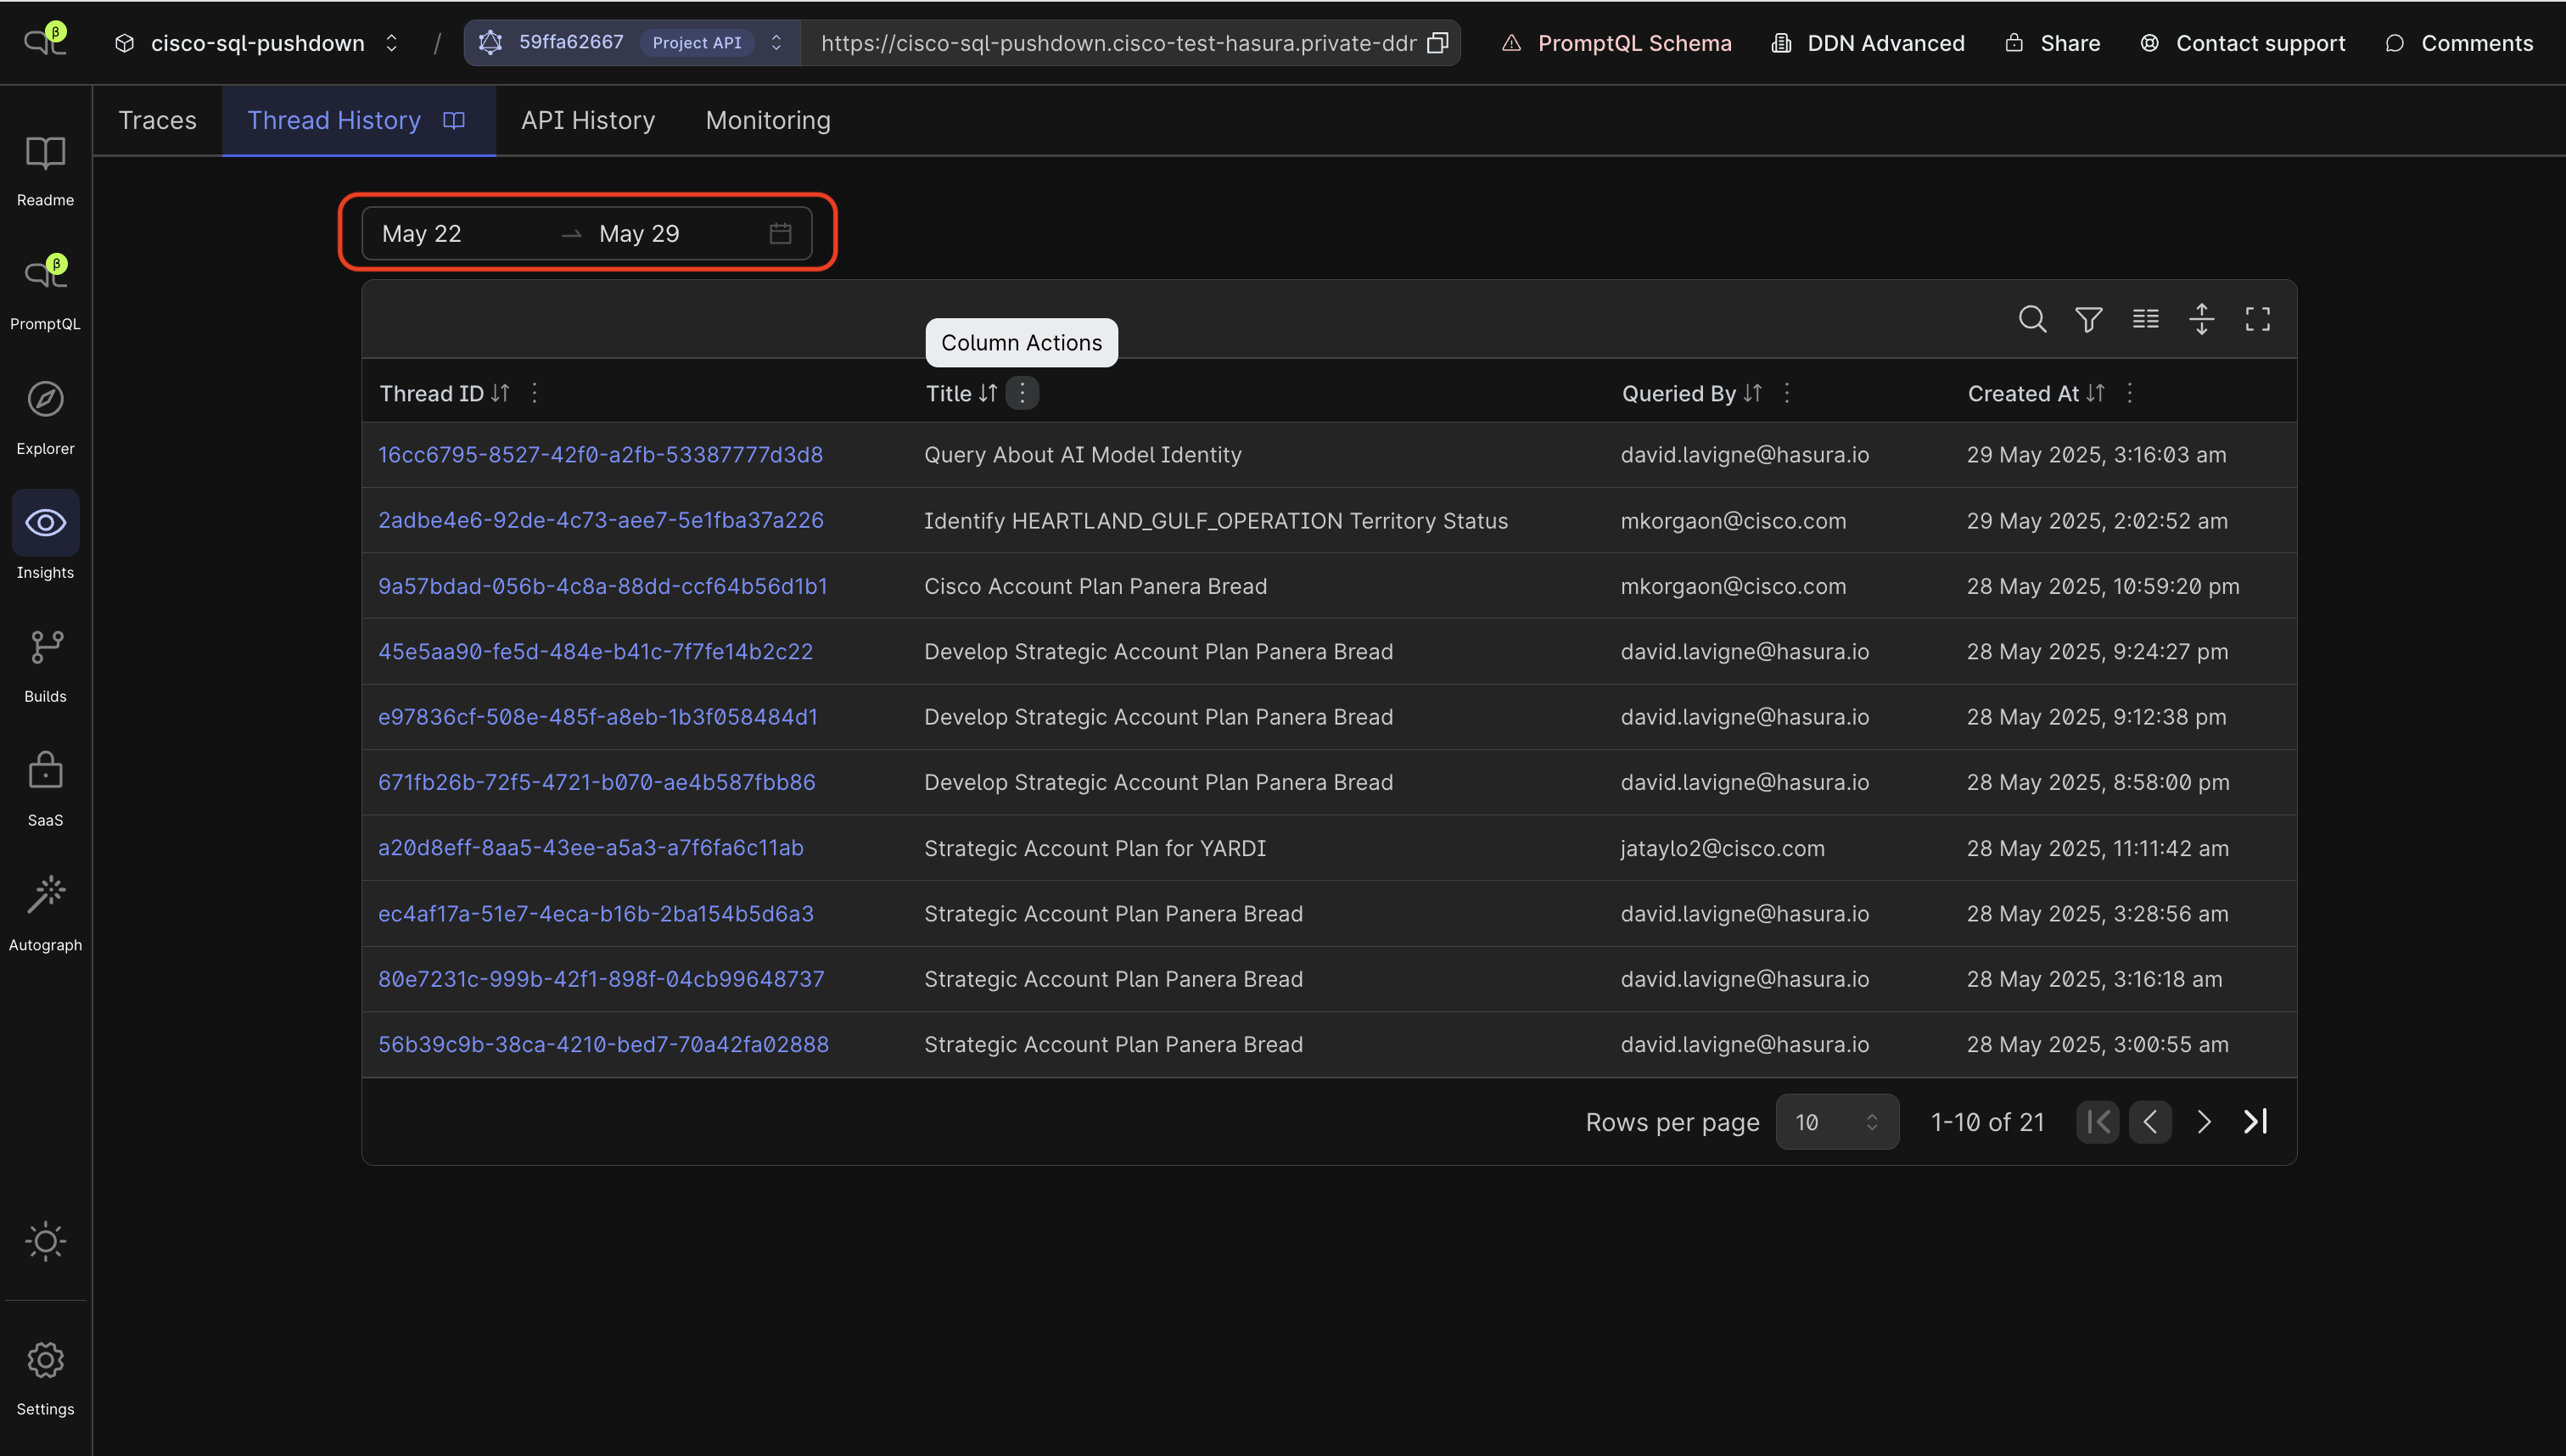 β
cisco-sql-pushdown / 59ffa62667 Project API https://cisco-sql-pushdown.cisco-test-hasura.private-ddr PromptQL Schema DDN Advanced Share Contact support Comments
Traces Thread History API History Monitoring
Readme
β
PromptQL
Explorer
Insights
Builds
SaaS
Autograph
Settings
May 22 May 29
Column Actions
Thread ID Title Queried By Created At
16cc6795-8527-42f0-a2fb-53387777d3d8 Query About AI Model Identity david.lavigne@hasura.io 29 May 2025, 3:16:03 am
2adbe4e6-92de-4c73-aee7-5e1fba37a226 Identify HEARTLAND_GULF_OPERATION Territory Status mkorgaon@cisco.com 29 May 2025, 2:02:52 am
9a57bdad-056b-4c8a-88dd-ccf64b56d1b1 Cisco Account Plan Panera Bread mkorgaon@cisco.com 28 May 2025, 10:59:20 pm
45e5aa90-fe5d-484e-b41c-7f7fe14b2c22 Develop Strategic Account Plan Panera Bread david.lavigne@hasura.io 28 May 2025, 9:24:27 pm
e97836cf-508e-485f-a8eb-1b3f058484d1 Develop Strategic Account Plan Panera Bread david.lavigne@hasura.io 28 May 2025, 9:12:38 pm
671fb26b-72f5-4721-b070-ae4b587fbb86 Develop Strategic Account Plan Panera Bread david.lavigne@hasura.io 28 May 2025, 8:58:00 pm
a20d8eff-8aa5-43ee-a5a3-a7f6fa6c11ab Strategic Account Plan for YARDI jataylo2@cisco.com 28 May 2025, 11:11:42 am
ec4af17a-51e7-4eca-b16b-2ba154b5d6a3 Strategic Account Plan Panera Bread david.lavigne@hasura.io 28 May 2025, 3:28:56 am
80e7231c-999b-42f1-898f-04cb99648737 Strategic Account Plan Panera Bread david.lavigne@hasura.io 28 May 2025, 3:16:18 am
56b39c9b-38ca-4210-bed7-70a42fa02888 Strategic Account Plan Panera Bread david.lavigne@hasura.io 28 May 2025, 3:00:55 am
Rows per page 10 1-10 of 21